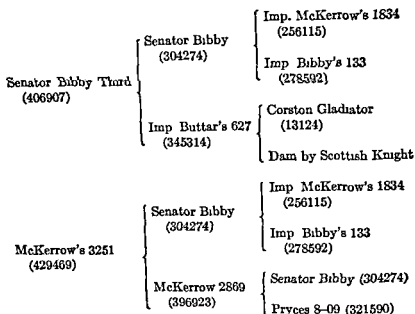 Imp. McKerrow's 1834
(256115)
Senator Bibby
(304274)
Imp Bibby's 133
(278592)
Senator Bibby Third
(406907)
Corston Gladiator
(13124)
Imp Buttar's 627
(345314)
Dam by Scottish Knight
Imp McKerrow's 1834
(256115)
Senator Bibby
(304274)
Imp Bibby's 133
(278592)
McKerrow's 3251
(429469)
Senator Bibby (304274)
McKerrow 2869
(396923)
Pryces 8-09 (321590)